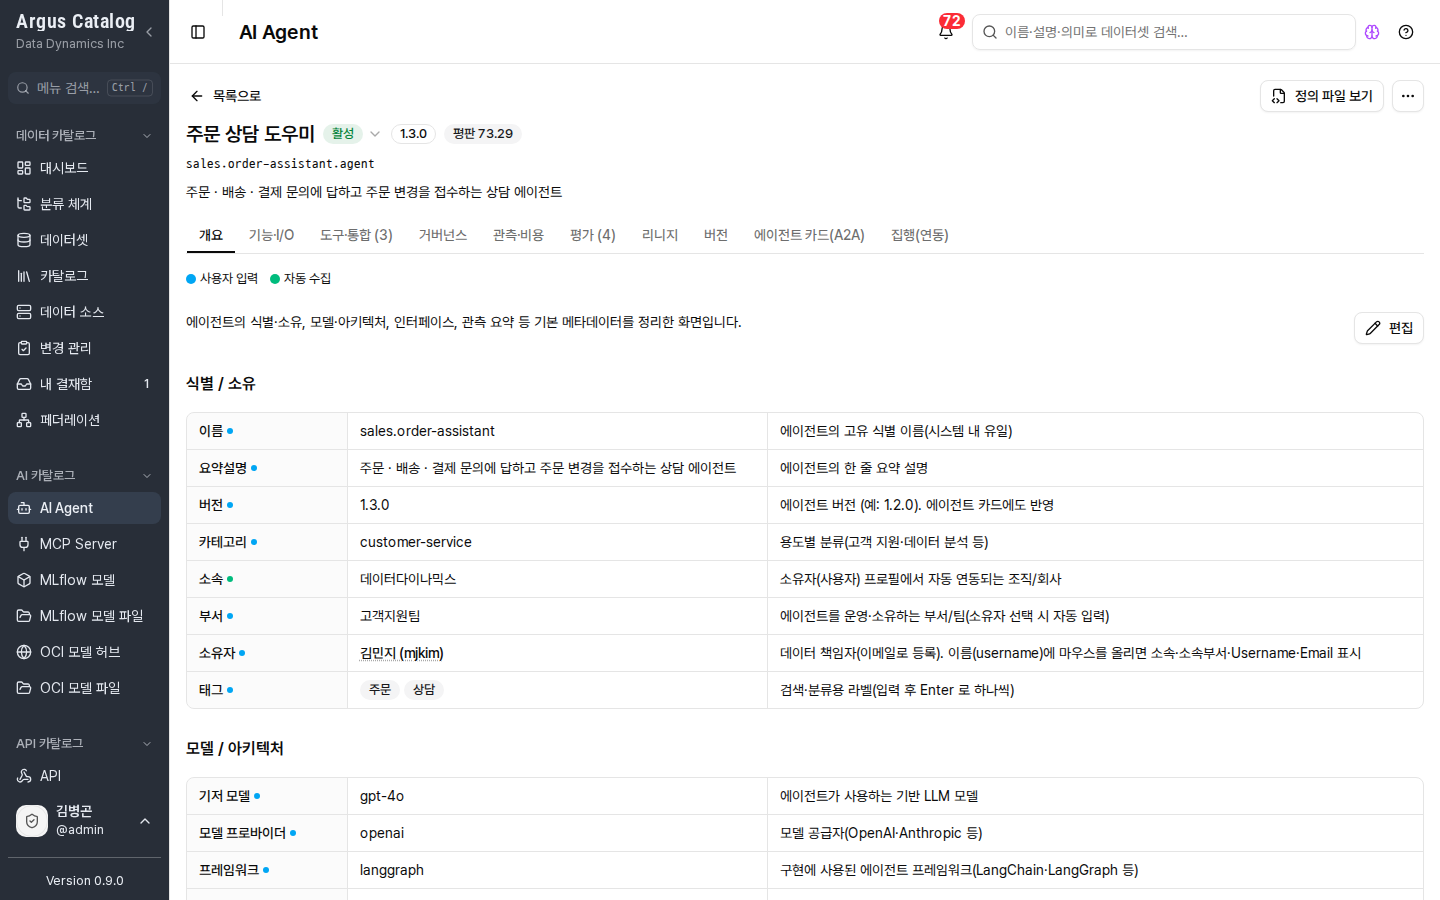 Argus Catalog
Data Dynamics Inc
메뉴 검색... Ctrl /
데이터 카탈로그
대시보드
분류 체계
데이터셋
카탈로그
데이터 소스
변경 관리
내 결재함 1
페더레이션
AI 카탈로그
AI Agent
MCP Server
MLflow 모델
MLflow 모델 파일
OCI 모델 허브
OCI 모델 파일
API 카탈로그
API
김병곤
@admin
Version 0.9.0
AI Agent
72
이름·설명·의미로 데이터셋 검색...
목록으로
정의 파일 보기
주문 상담 도우미 활성 1.3.0 평판 73.29
sales.order-assistant.agent
주문 · 배송 · 결제 문의에 답하고 주문 변경을 접수하는 상담 에이전트
개요 기능·I/O 도구·통합 (3) 거버넌스 관측·비용 평가 (4) 리니지 버전 에이전트 카드(A2A) 집행(연동)
사용자 입력 자동 수집
에이전트의 식별·소유, 모델·아키텍처, 인터페이스, 관측 요약 등 기본 메타데이터를 정리한 화면입니다.
편집
식별 / 소유
이름 sales.order-assistant 에이전트의 고유 식별 이름(시스템 내 유일)
요약설명 주문 · 배송 · 결제 문의에 답하고 주문 변경을 접수하는 상담 에이전트 에이전트의 한 줄 요약 설명
버전 1.3.0 에이전트 버전 (예: 1.2.0). 에이전트 카드에도 반영
카테고리 customer-service 용도별 분류(고객 지원·데이터 분석 등)
소속 데이터다이나믹스 소유자(사용자) 프로필에서 자동 연동되는 조직/회사
부서 고객지원팀 에이전트를 운영·소유하는 부서/팀(소유자 선택 시 자동 입력)
소유자 김민지 (mjkim) 데이터 책임자(이메일로 등록). 이름(username)에 마우스를 올리면 소속·소속부서·Username·Email 표시
태그 주문 상담 검색·분류용 라벨(입력 후 Enter 로 하나씩)
모델 / 아키텍처
기저 모델 gpt-4o 에이전트가 사용하는 기반 LLM 모델
모델 프로바이더 openai 모델 공급자(OpenAI·Anthropic 등)
프레임워크 langgraph 구현에 사용된 에이전트 프레임워크(LangChain·LangGraph 등)